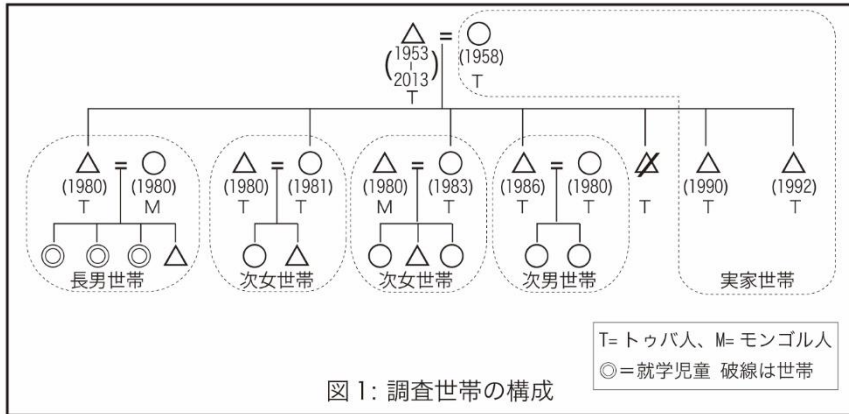 1953 (1958)
2013 T
T
(1980) (1980) (1980) (1981) (1980) (1983) (1986) (1980) (1990) (1992)
T M T T M T T T T T T
長男世帯 次女世帯 次女世帯 次男世帯 実家世帯
T=トゥバ人、M=モンゴル人
◎=就学児童 破線は世帯
図1: 調査世帯の構成